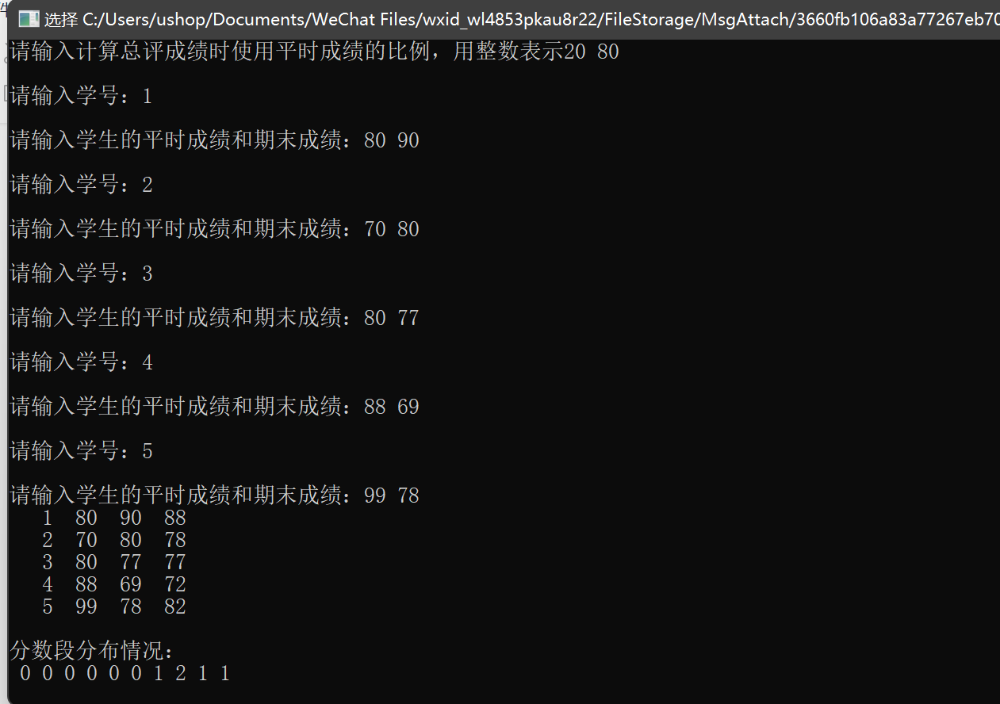 选择 C:/Users/ushop/Documents/WeChat Files/wxid_wl4853pkau8r22/FileStorage/MsgAttach/3660fb106a83a77267eb70
请输入计算总评成绩时使用平时成绩的比例，用整数表示20 80
请输入学号：1
请输入学生的平时成绩和期末成绩：80 90
请输入学号：2
请输入学生的平时成绩和期末成绩：70 80
请输入学号：3
请输入学生的平时成绩和期末成绩：80 77
请输入学号：4
请输入学生的平时成绩和期末成绩：88 69
请输入学号：5
请输入学生的平时成绩和期末成绩：99 78
1 80 90 88
2 70 80 78
3 80 77 77
4 88 69 72
5 99 78 82
分数段分布情况：
0 0 0 0 0 0 1 2 1 1